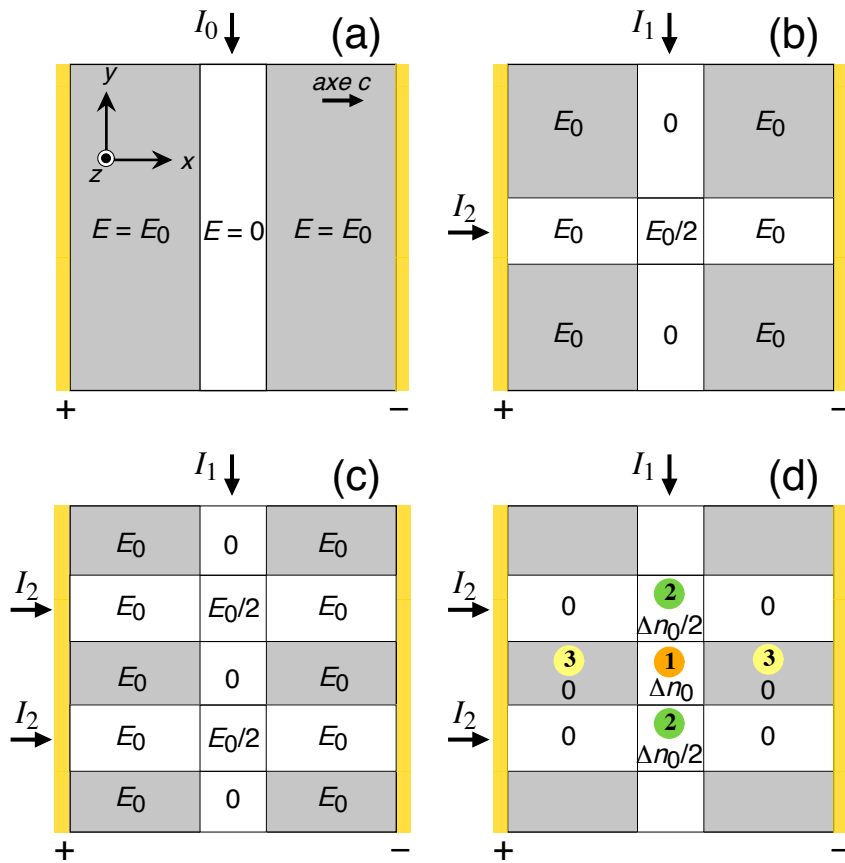 I0 (a) I1 (b)
y axe c
x
z
E = E0 E = 0 E = E0
E0 0 E0
I2 E0 E0/2 E0
E0 0 E0
+ − + −
I1 (c) I1 (d)
E0 0 E0
I2 E0 E0/2 E0
E0 0 E0
I2 E0 E0/2 E0
E0 0 E0
I2 0 2 Δn0/2 0
3 0 1 Δn0 3 0
I2 0 2 Δn0/2 0
+ − + −